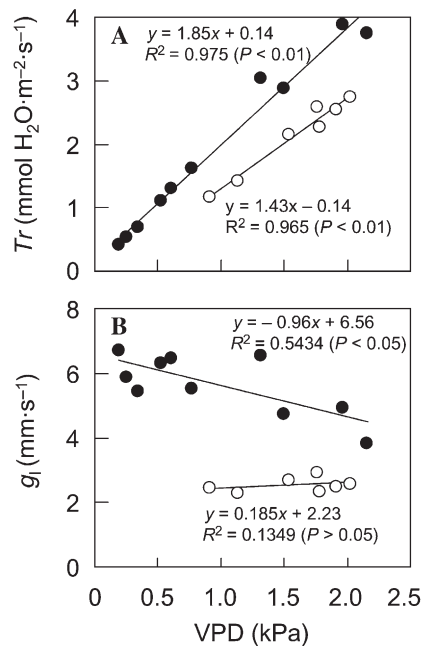 A
y = 1.85x + 0.14
R² = 0.975 (P < 0.01)
y = 1.43x – 0.14
R² = 0.965 (P < 0.01)
Tr (mmol H₂O·m⁻²·s⁻¹)
4
3
2
1
0
B
y = – 0.96x + 6.56
R² = 0.5434 (P < 0.05)
y = 0.185x + 2.23
R² = 0.1349 (P > 0.05)
gₗ (mm·s⁻¹)
8
6
4
2
0
0 0.5 1.0 1.5 2.0 2.5
VPD (kPa)